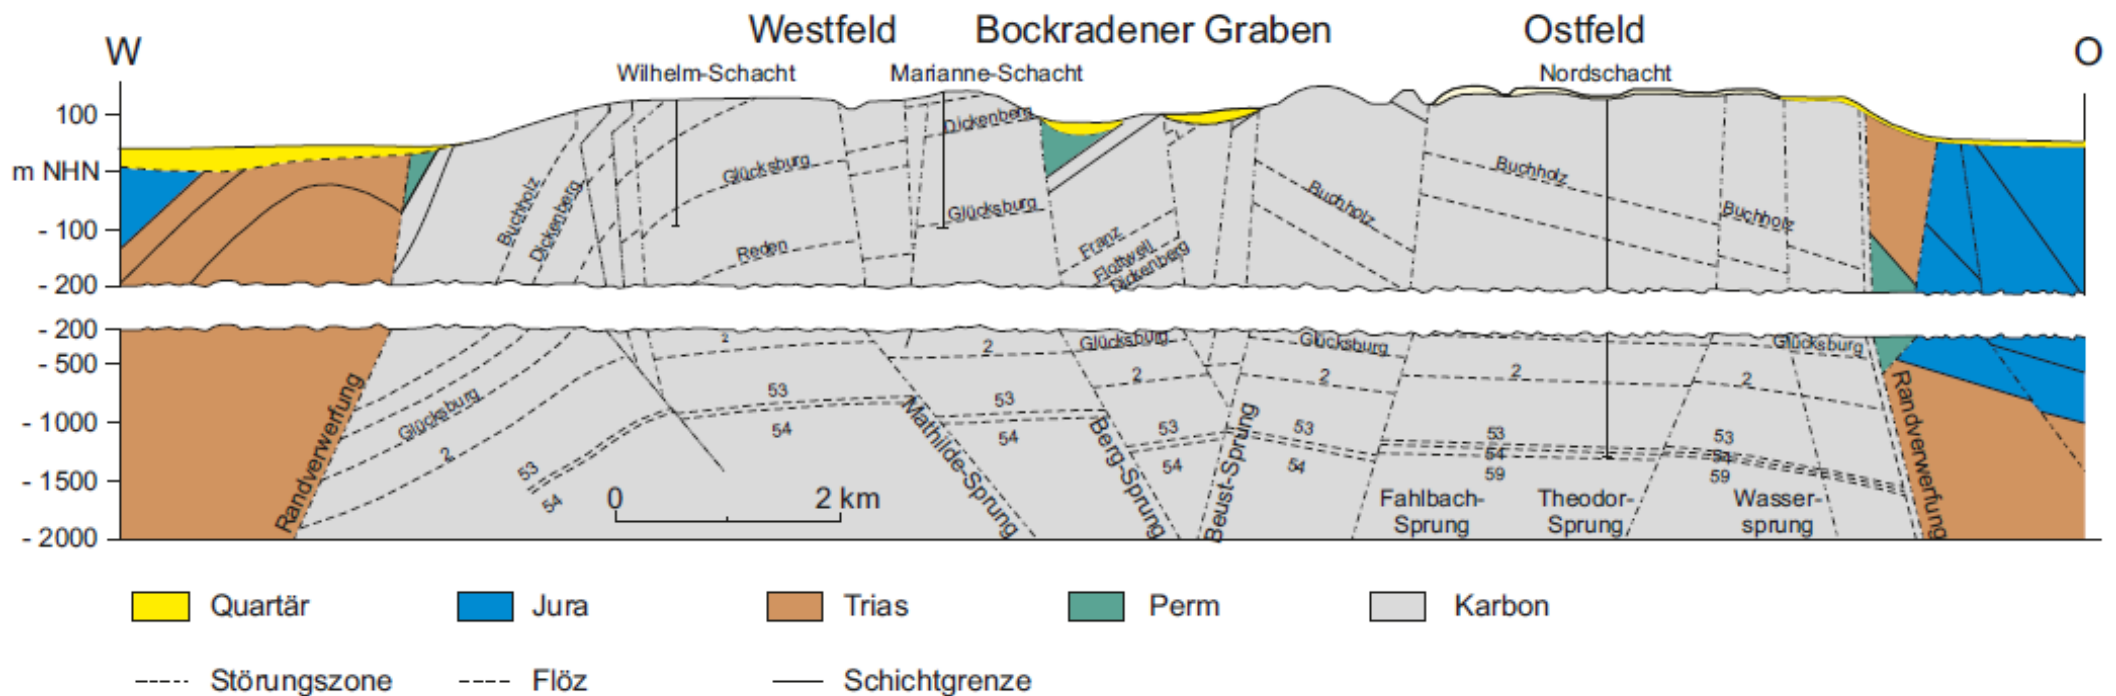 Westfeld Bockradener Graben Ostfeld
W O
Wilhelm-Schacht Marianne-Schacht Nordschacht
100
m NHN
- 100
- 200
Buchholz
Dickenberg
Glücksburg
Reden
Dickenberg
Glücksburg
Franz
Flottwell
Dickenberg
Buchholz
Buchholz
Buchholz
- 200
- 500
- 1000
- 1500
- 2000
Randverwerfung
Glücksburg
2
53
54
2
53
54
Mathilde-Sprung
2
53
54
Berg-Sprung
Glücksburg
2
53
54
Beust-Sprung
Glücksburg
2
53
54
Fahlbach-
Sprung
2
53
54
59
Theodor-
Sprung
Glücksburg
2
53
54
59
Wasser-
sprung
Randverwerfung
0 2 km
Quartär Jura Trias Perm Karbon
Störungszone Flöz Schichtgrenze